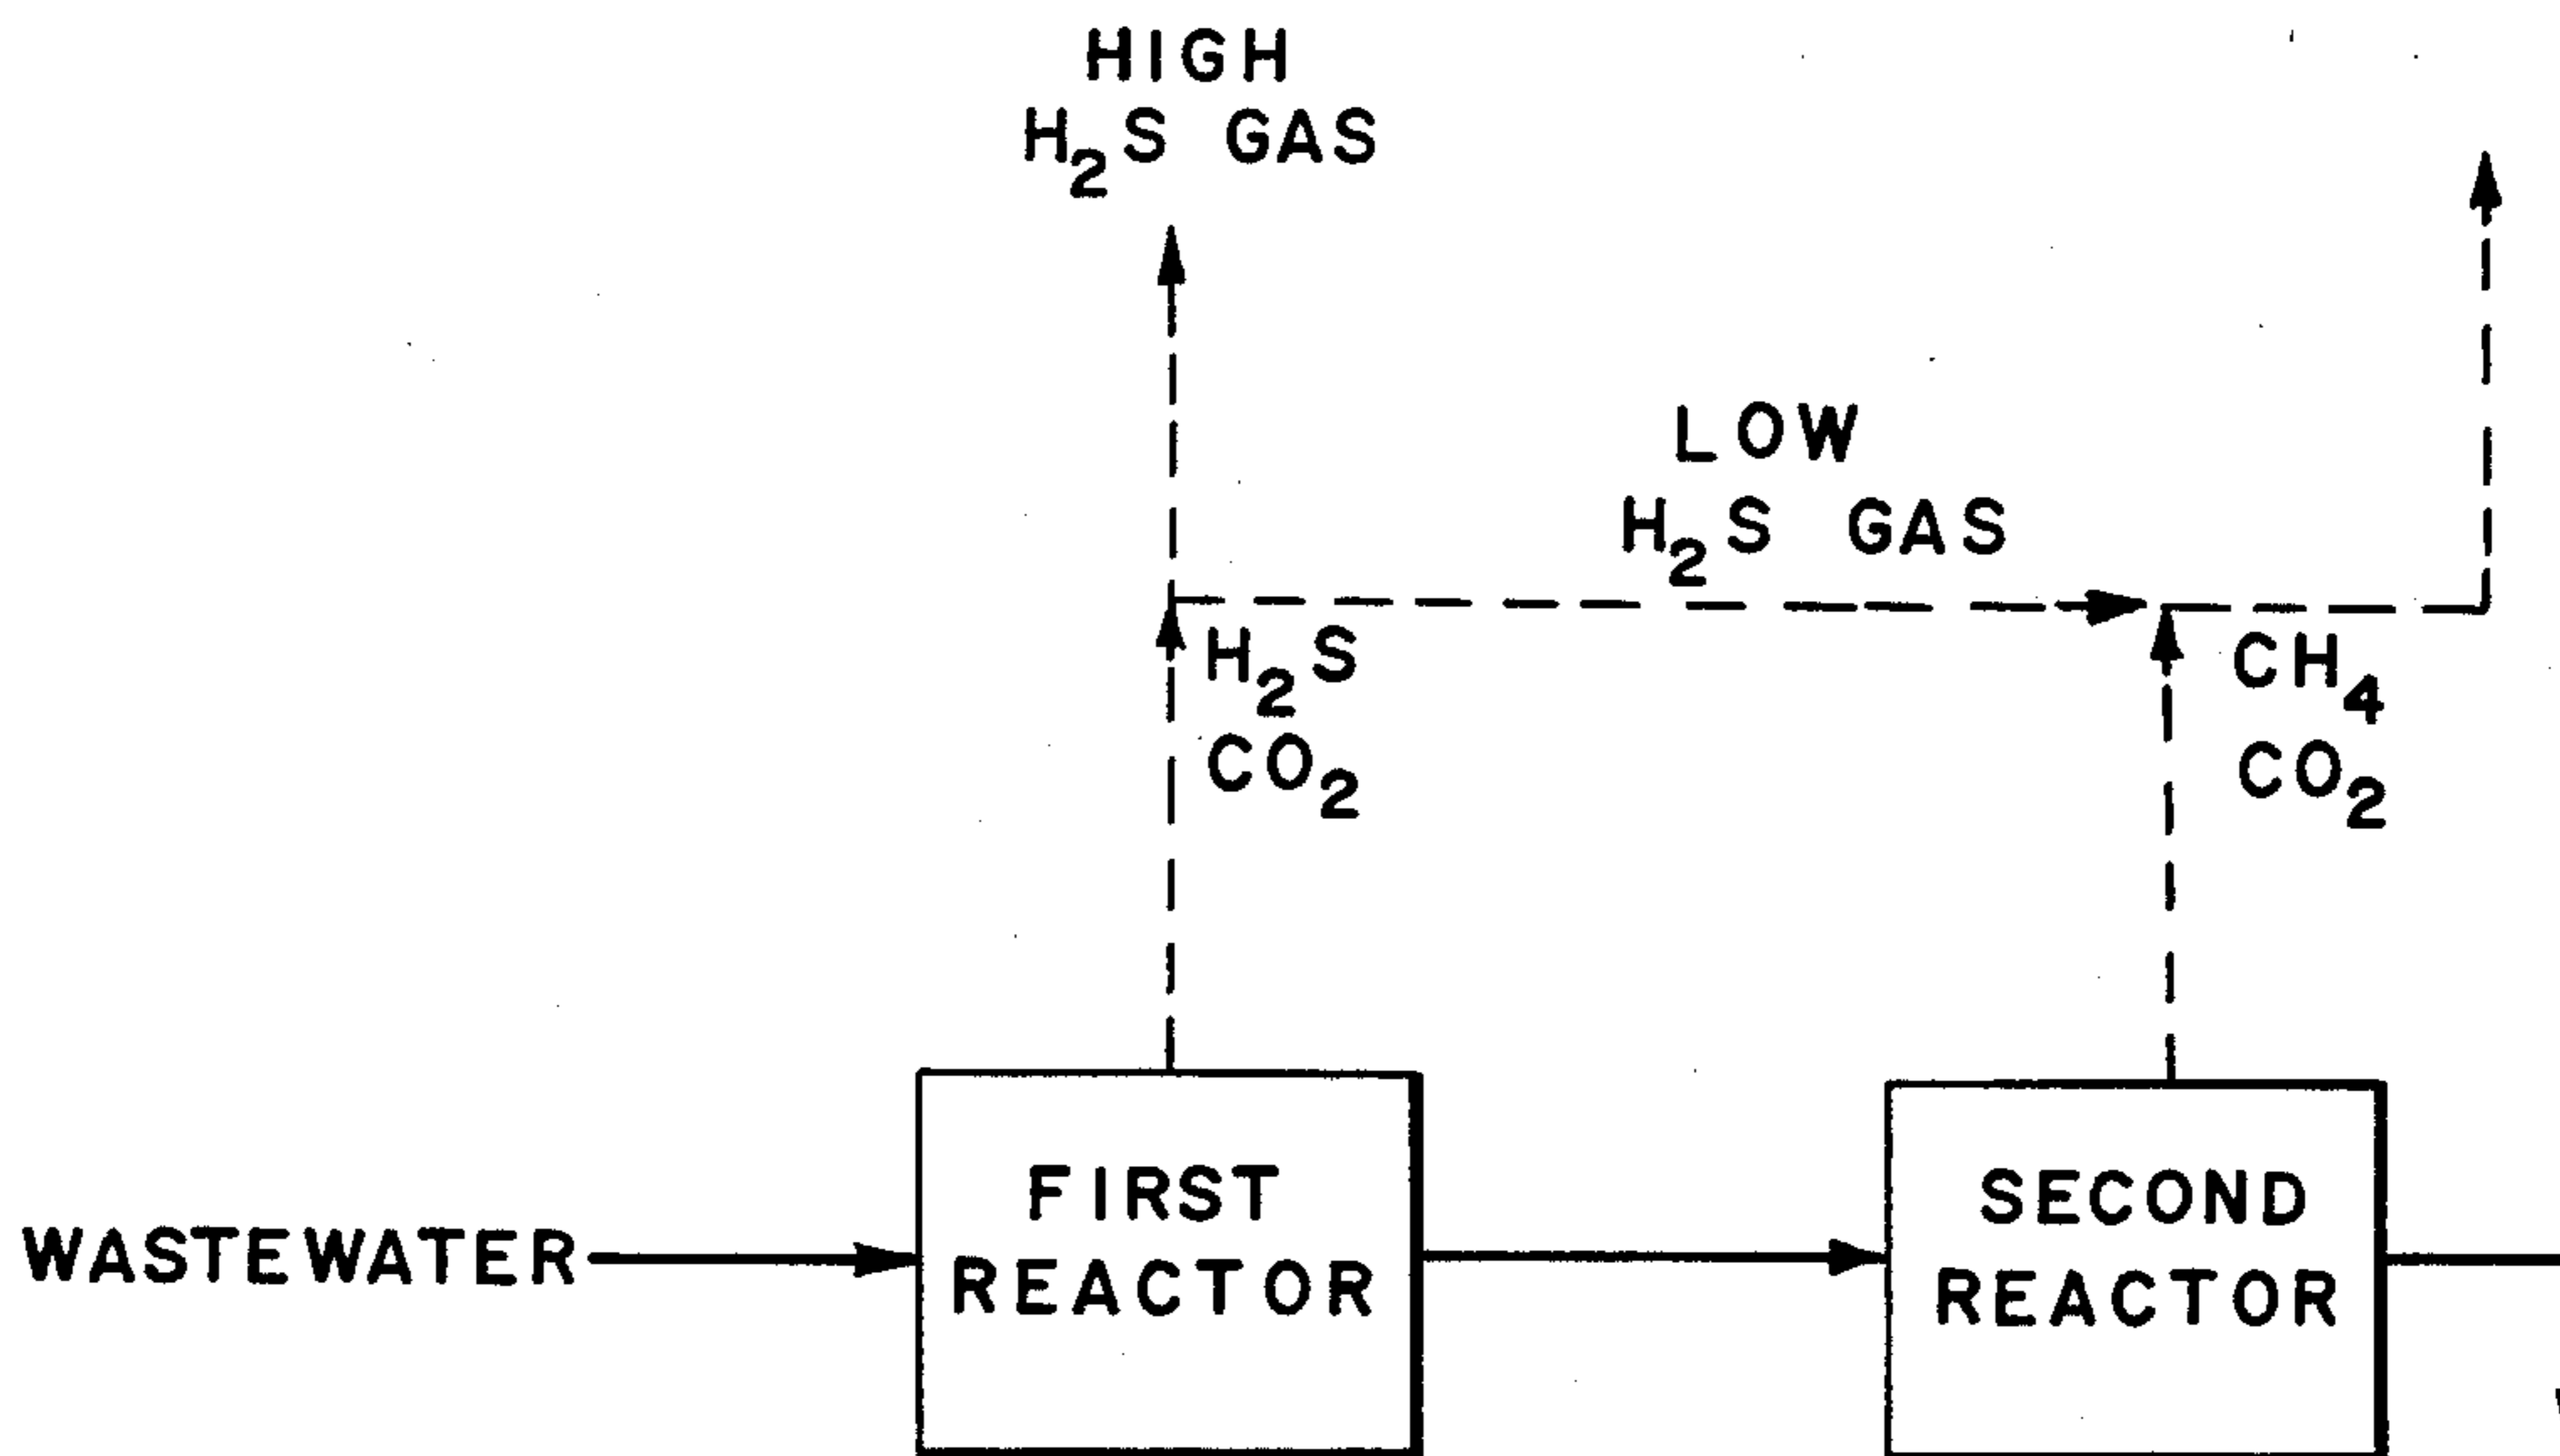 HIGH
H₂S GAS
LOW
H₂S GAS
H₂S
CO₂
CH₄
CO₂
WASTEWATER
FIRST
REACTOR
SECOND
REACTOR